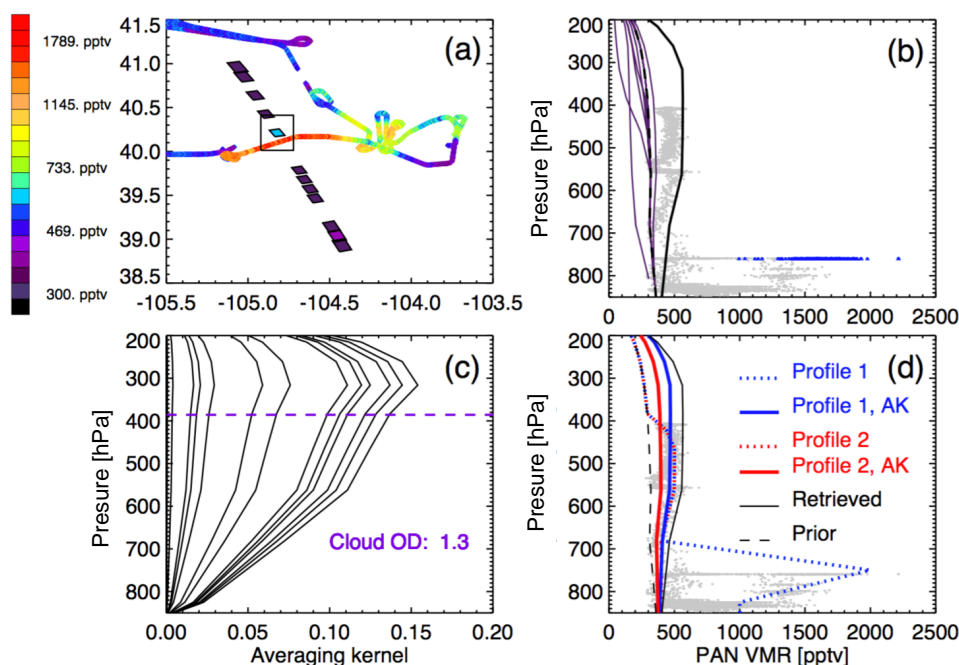 1789. pptv
1145. pptv
733. pptv
469. pptv
300. pptv
41.5
41.0
40.5
40.0
39.5
39.0
38.5
(a)
-105.5 -105.0 -104.5 -104.0 -103.5
Presure [hPa]
200
300
400
500
600
700
800
(b)
0 500 1000 1500 2000 2500
Pressure [hPa]
200
300
400
500
600
700
800
(c)
Cloud OD: 1.3
0.00 0.05 0.10 0.15 0.20
Averaging kernel
Presure [hPa]
200
300
400
500
600
700
800
(d)
Profile 1
Profile 1, AK
Profile 2
Profile 2, AK
Retrieved
Prior
0 500 1000 1500 2000 2500
PAN VMR [pptv]